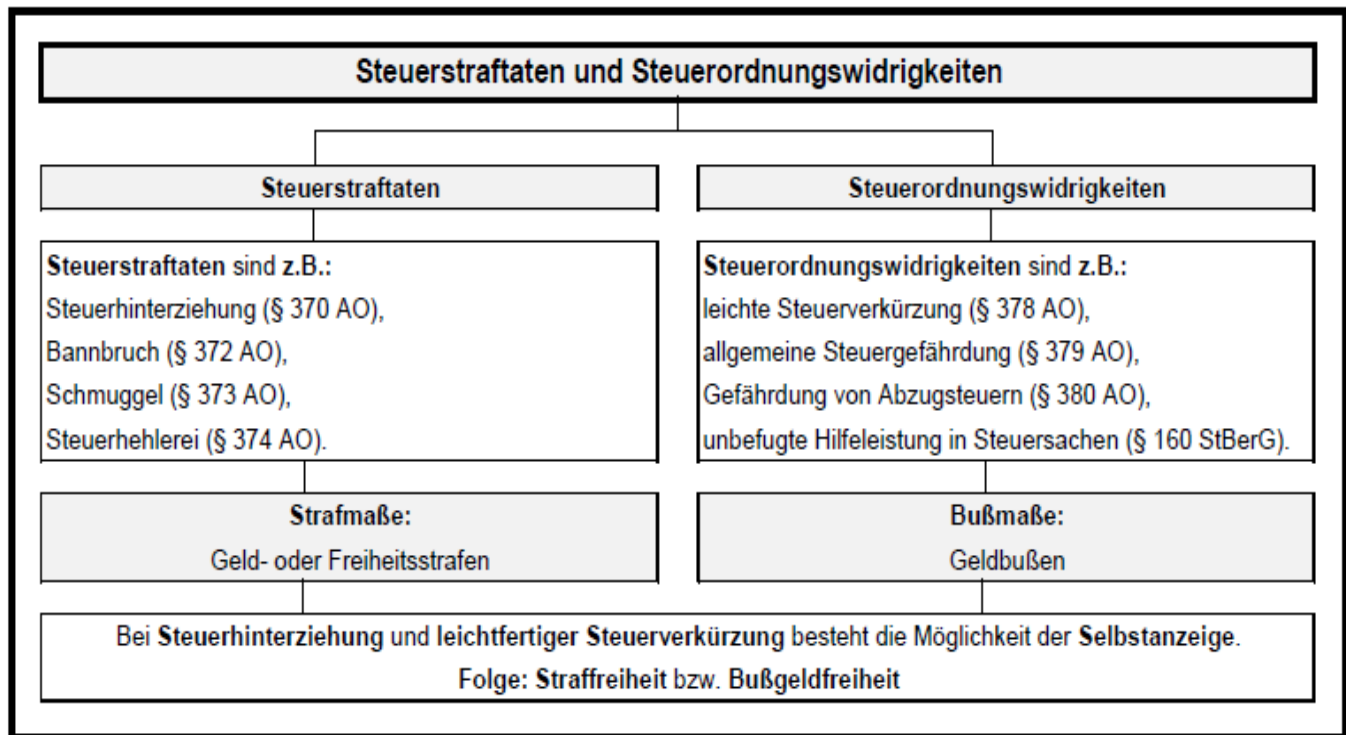 Steuerstraftaten und Steuerordnungswidrigkeiten
Steuerstraftaten
Steuerordnungswidrigkeiten
Steuerstraftaten sind z.B.:
Steuerhinterziehung (§ 370 AO),
Bannbruch (§ 372 AO),
Schmuggel (§ 373 AO),
Steuerhehlerei (§ 374 AO).
Steuerordnungswidrigkeiten sind z.B.:
leichte Steuerverkürzung (§ 378 AO),
allgemeine Steuergefährdung (§ 379 AO),
Gefährdung von Abzugsteuern (§ 380 AO),
unbefugte Hilfeleistung in Steuersachen (§ 160 StBerG).
Strafmaße:
Geld- oder Freiheitsstrafen
Bußmaße:
Geldbußen
Bei Steuerhinterziehung und leichtfertiger Steuerverkürzung besteht die Möglichkeit der Selbstanzeige.
Folge: Straffreiheit bzw. Bußgeldfreiheit